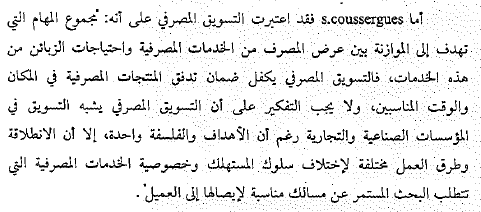 أما s.coussergues فقد اعتبرت التسويق المصرفي على أنه: "مجموع المهام التي
تهدف إلى الموازنة بين عرض المصرف من الخدمات المصرفية واحتياجات الزبائن من
هذه الخدمات، فالتسويق المصرفي يكفل ضمان تدفق المنتجات المصرفية في المكان
والوقت المناسبين، ولا يجب التفكير على أن التسويق المصرفي يشبه التسويق في
المؤسسات الصناعية والتجارية رغم أن الأهداف والفلسفة واحدة، إلا أن الانطلاقة
وطرق العمل مختلفة لإختلاف سلوك المستهلك وخصوصية الخدمات المصرفية التي
تتطلب البحث المستمر عن مسالك مناسبة لإيصالها إلى العميل".